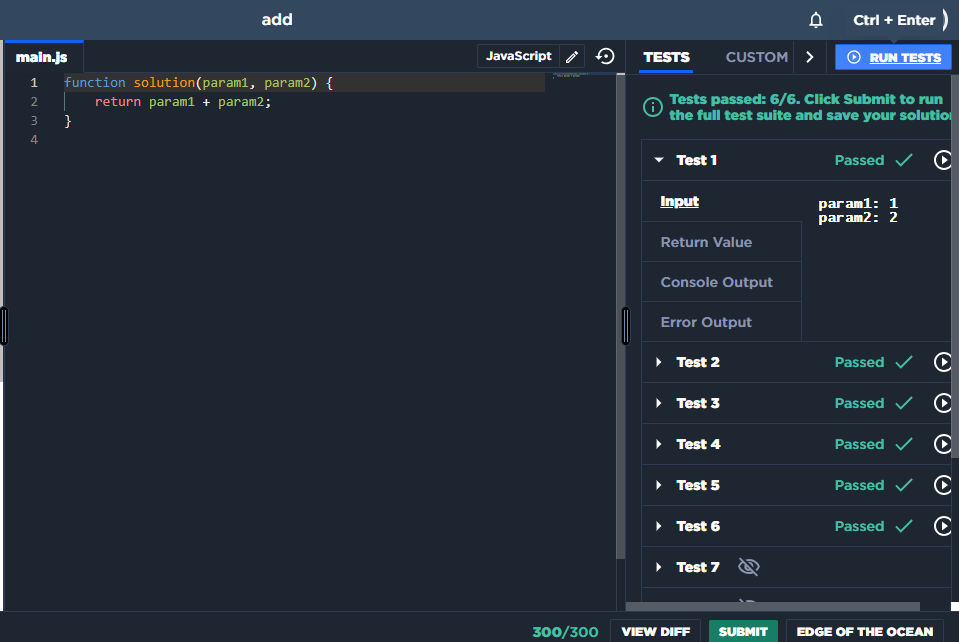 add
Ctrl + Enter
main.js
JavaScript
TESTS
CUSTOM
RUN TESTS
1 function solution(param1, param2) {
2 return param1 + param2;
3 }
4
Tests passed: 6/6. Click Submit to run
the full test suite and save your solution
Test 1 Passed
Input
param1: 1
param2: 2
Return Value
Console Output
Error Output
Test 2 Passed
Test 3 Passed
Test 4 Passed
Test 5 Passed
Test 6 Passed
Test 7
300/300
VIEW DIFF
SUBMIT
EDGE OF THE OCEAN